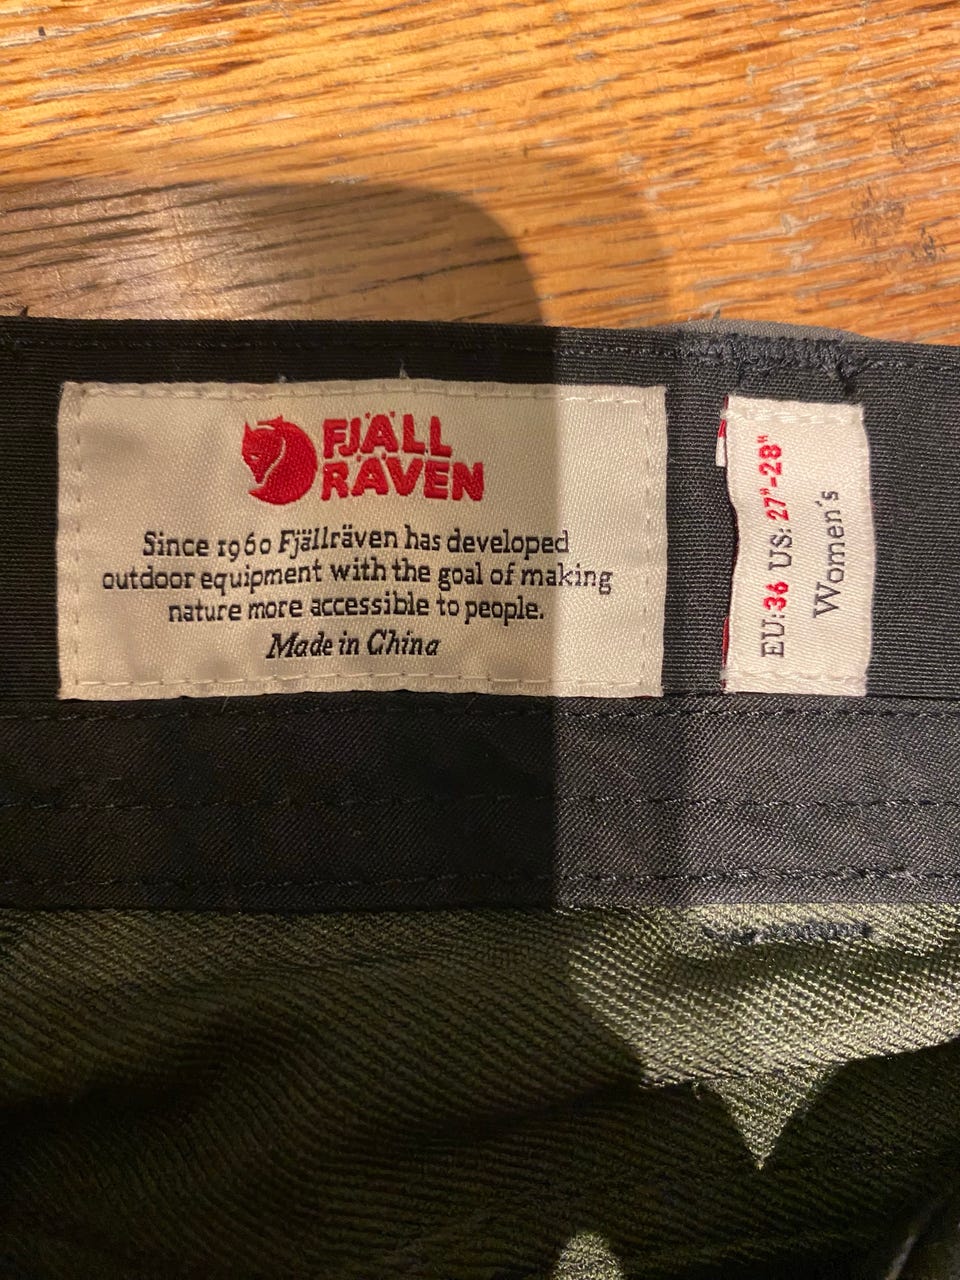 FJÄLL
RÄVEN
Since 1960 Fjällräven has developed
outdoor equipment with the goal of making
nature more accessible to people.
Made in China
EU:36 US: 27"-28"
Women's